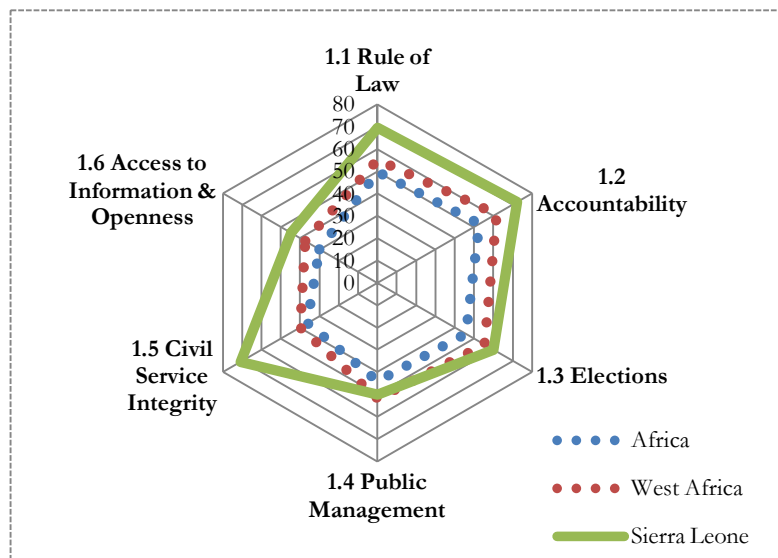 1.1 Rule of
Law
80
70
60
50
40
30
20
10
0
1.2
Accountability
1.3 Elections
1.4 Public
Management
1.5 Civil
Service
Integrity
1.6 Access to
Information &
Openness
Africa
West Africa
Sierra Leone